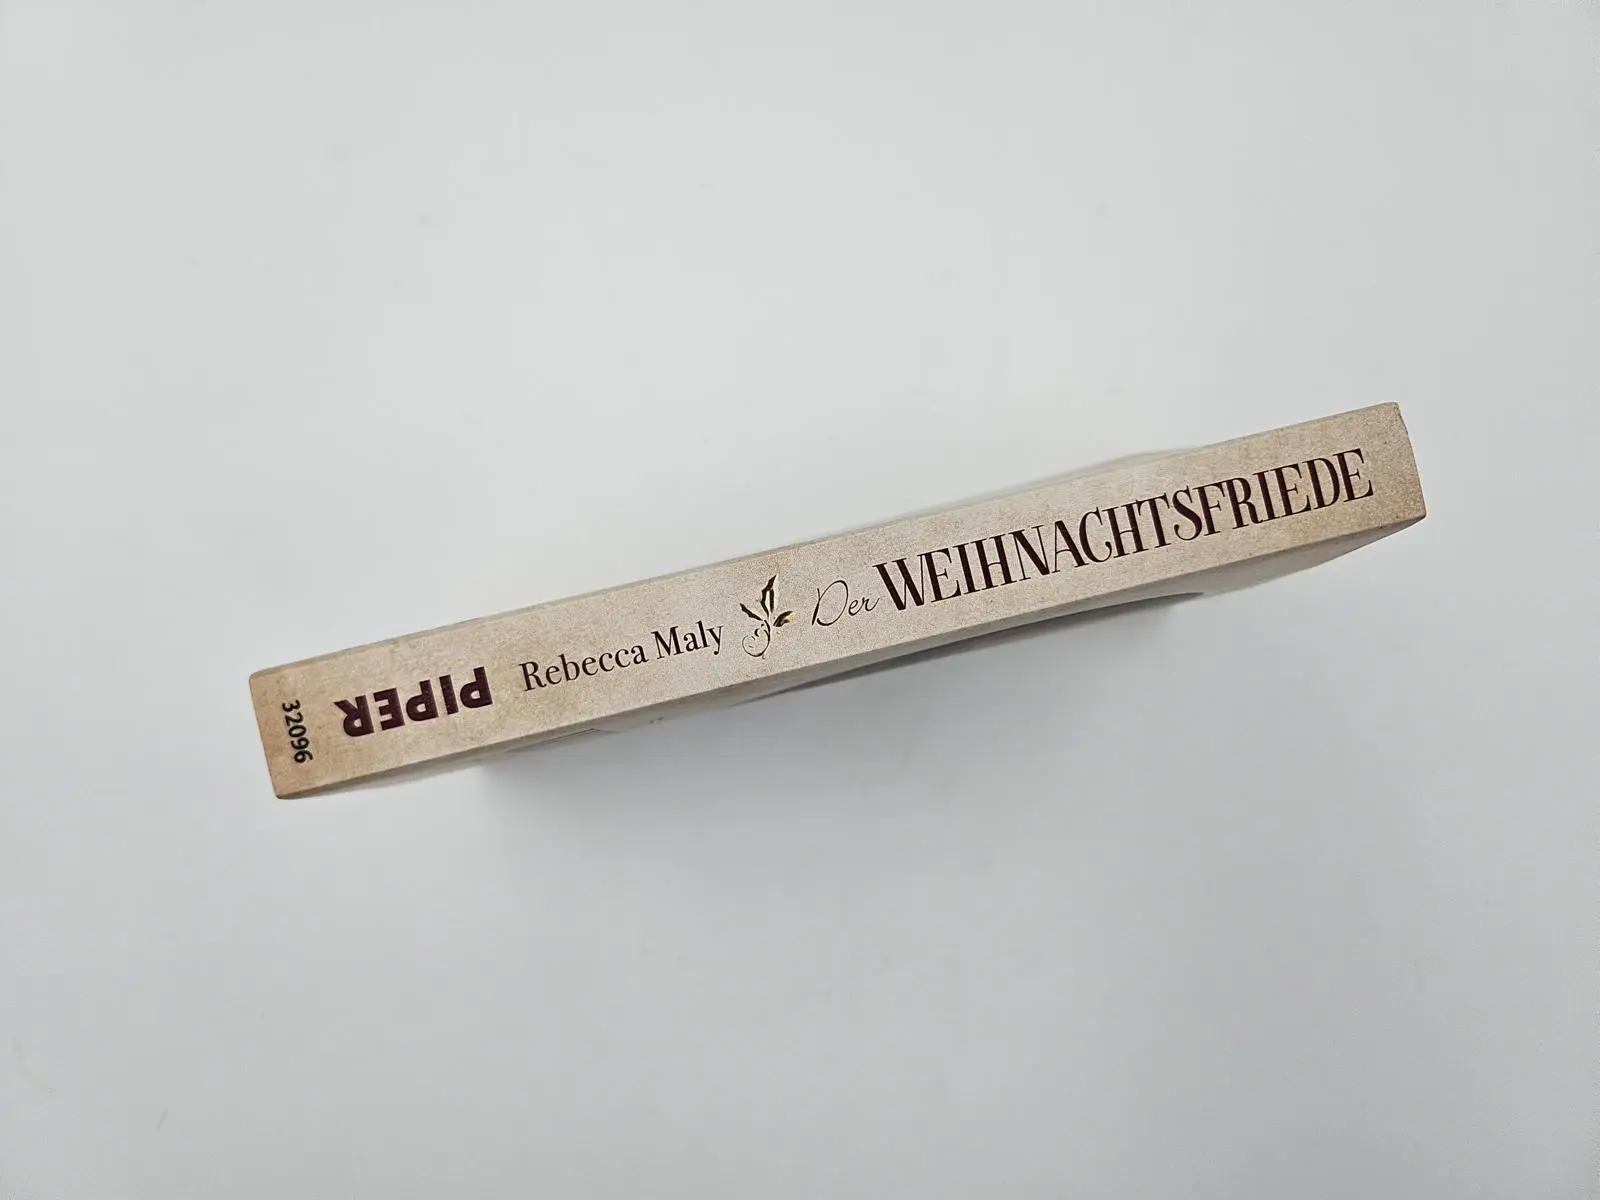 Rebecca Maly Der WEIHNACHTSFRIEDE
PIPER
32096